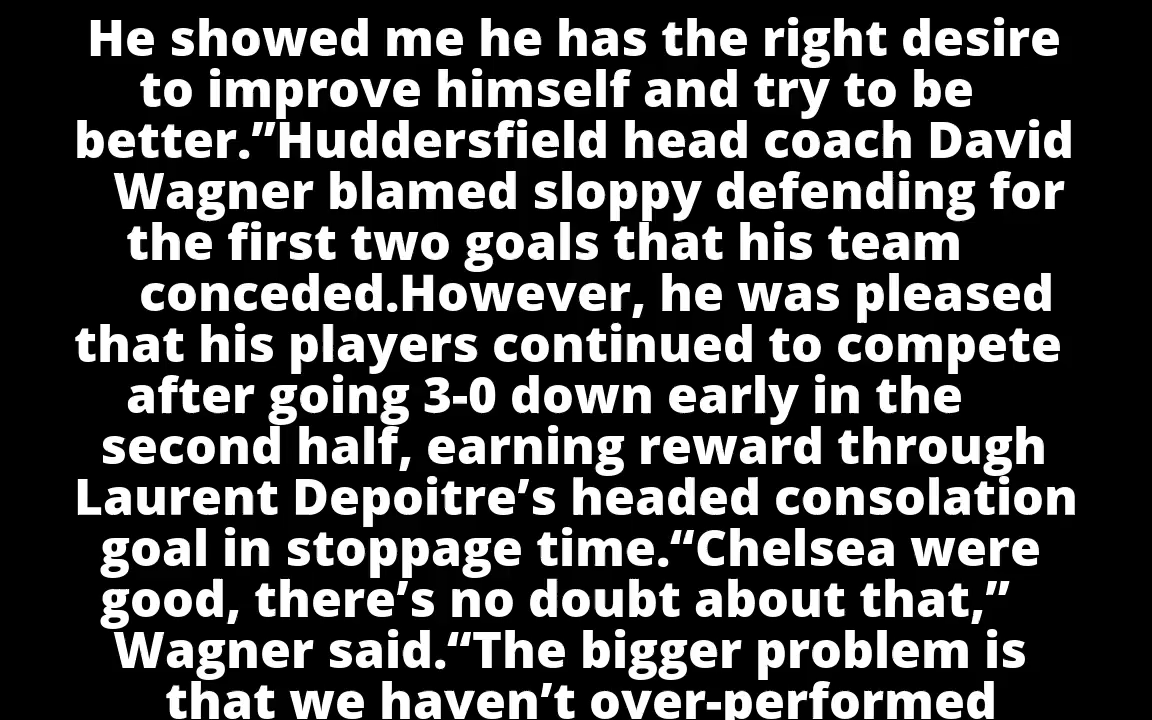 He showed me he has the right desire
to improve himself and try to be
better.”Huddersfield head coach David
Wagner blamed sloppy defending for
the first two goals that his team
conceded.However, he was pleased
that his players continued to compete
after going 3-0 down early in the
second half, earning reward through
Laurent Depoitre’s headed consolation
goal in stoppage time.“Chelsea were
good, there’s no doubt about that,”
Wagner said.“The bigger problem is
that we haven’t over-performed